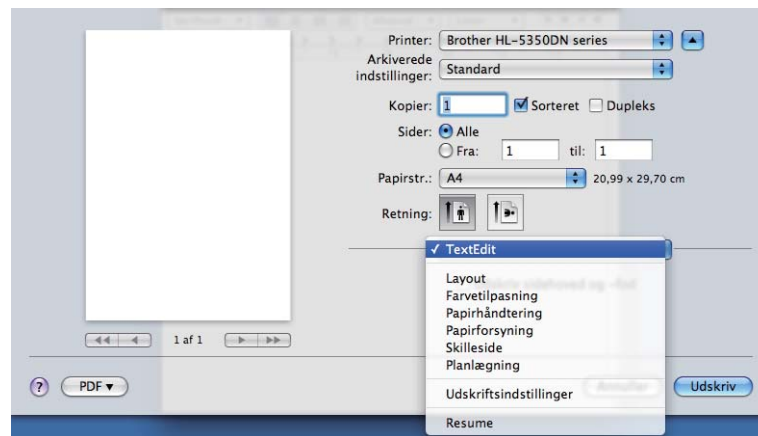 Printer: Brother HL-5350DN series
Arkiverede indstillinger: Standard
Kopier: 1 Sorteret Dupleks
Sider: Alle
Fra: 1 til: 1
Papirstr.: A4 20,99 x 29,70 cm
Retning:
✓ TextEdit
Layout
Farvetilpasning
Papirhåndtering
Papirforsyning
Skilleside
Planlægning
Udskriftsindstillinger
Resume
1 af 1
? PDF ▾ Annuller Udskriv